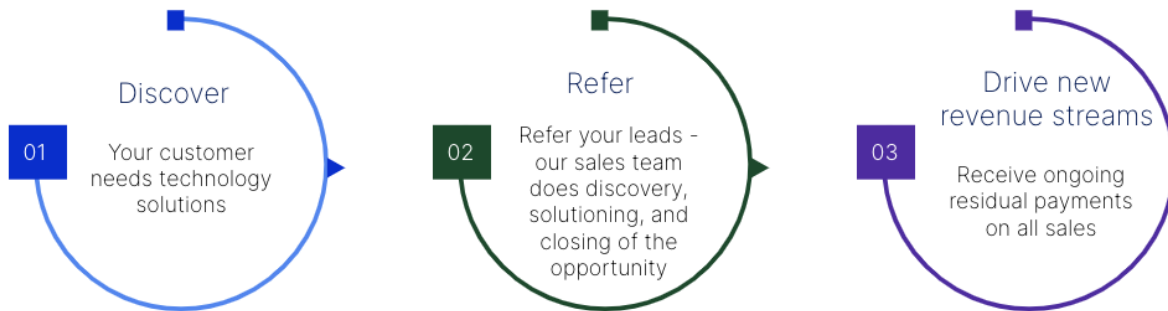 01
Discover
Your customer
needs technology
solutions
02
Refer
Refer your leads -
our sales team
does discovery,
solutioning, and
closing of the
opportunity
03
Drive new
revenue streams
Receive ongoing
residual payments
on all sales